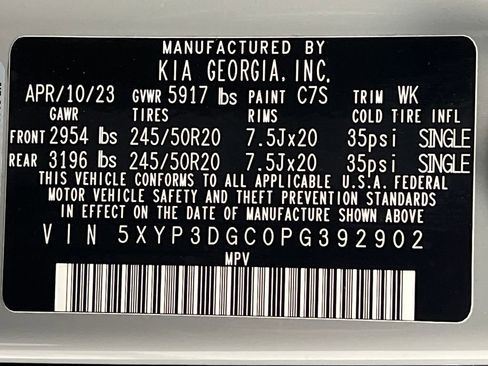 MANUFACTURED BY
KIA GEORGIA, INC.
APR/10/23 GVWR 5917 lbs PAINT C7S TRIM WK
GAWR TIRES RIMS COLD TIRE INFL
FRONT 2954 lbs 245/50R20 7.5Jx20 35psi SINGLE
REAR 3196 lbs 245/50R20 7.5Jx20 35psi SINGLE
THIS VEHICLE CONFORMS TO ALL APPLICABLE U.S.A. FEDERAL
MOTOR VEHICLE SAFETY AND THEFT PREVENTION STANDARDS
IN EFFECT ON THE DATE OF MANUFACTURE SHOWN ABOVE
VIN 5XYP3DGC0PG392902
MPV